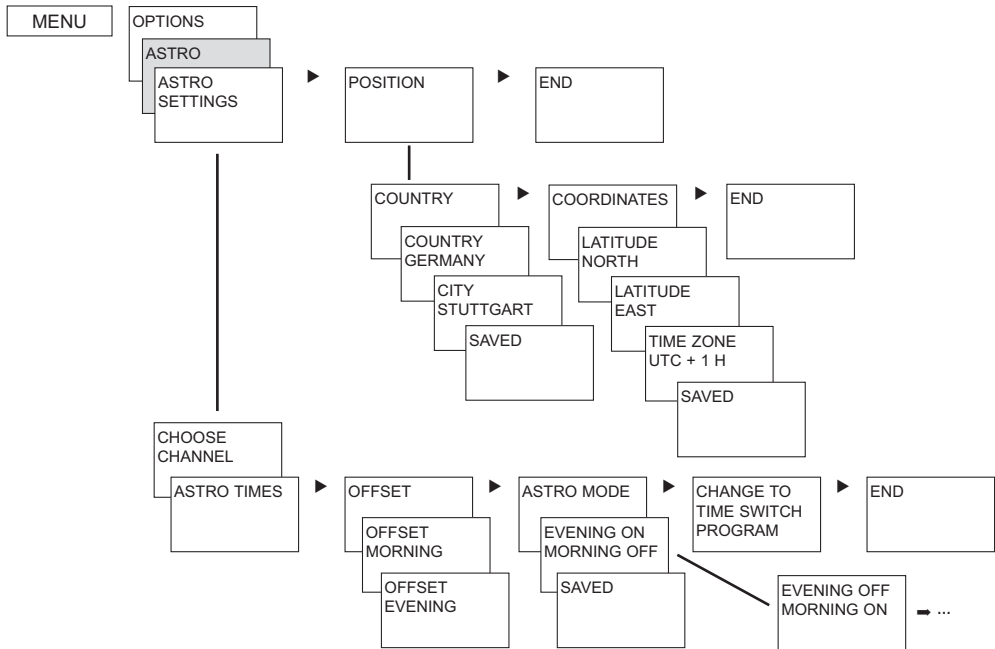 MENU
OPTIONS
ASTRO
ASTRO
SETTINGS
POSITION
END
COUNTRY
COUNTRY
GERMANY
CITY
STUTTGART
SAVED
COORDINATES
LATITUDE
NORTH
LATITUDE
EAST
TIME ZONE
UTC + 1 H
SAVED
END
CHOOSE
CHANNEL
ASTRO TIMES
OFFSET
OFFSET
MORNING
OFFSET
EVENING
ASTRO MODE
EVENING ON
MORNING OFF
SAVED
CHANGE TO
TIME SWITCH
PROGRAM
END
EVENING OFF
MORNING ON
➡ ...